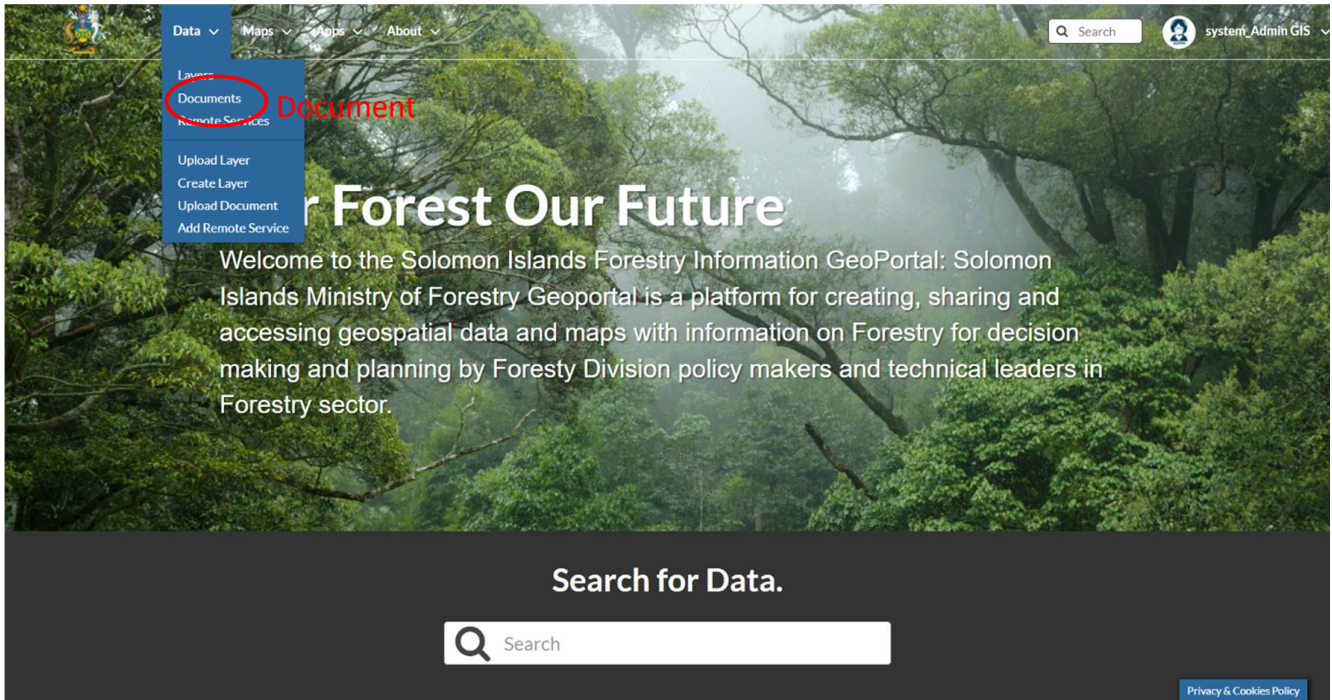 Data Maps Apps About Search system_Admin GIS
Layers
Documents Document
Remote Services
Upload Layer
Create Layer
Upload Document
Add Remote Service
r Forest Our Future
Welcome to the Solomon Islands Forestry Information GeoPortal: Solomon
Islands Ministry of Forestry Geoportal is a platform for creating, sharing and
accessing geospatial data and maps with information on Forestry for decision
making and planning by Foresty Division policy makers and technical leaders in
Forestry sector.
Search for Data.
Search
Privacy & Cookies Policy